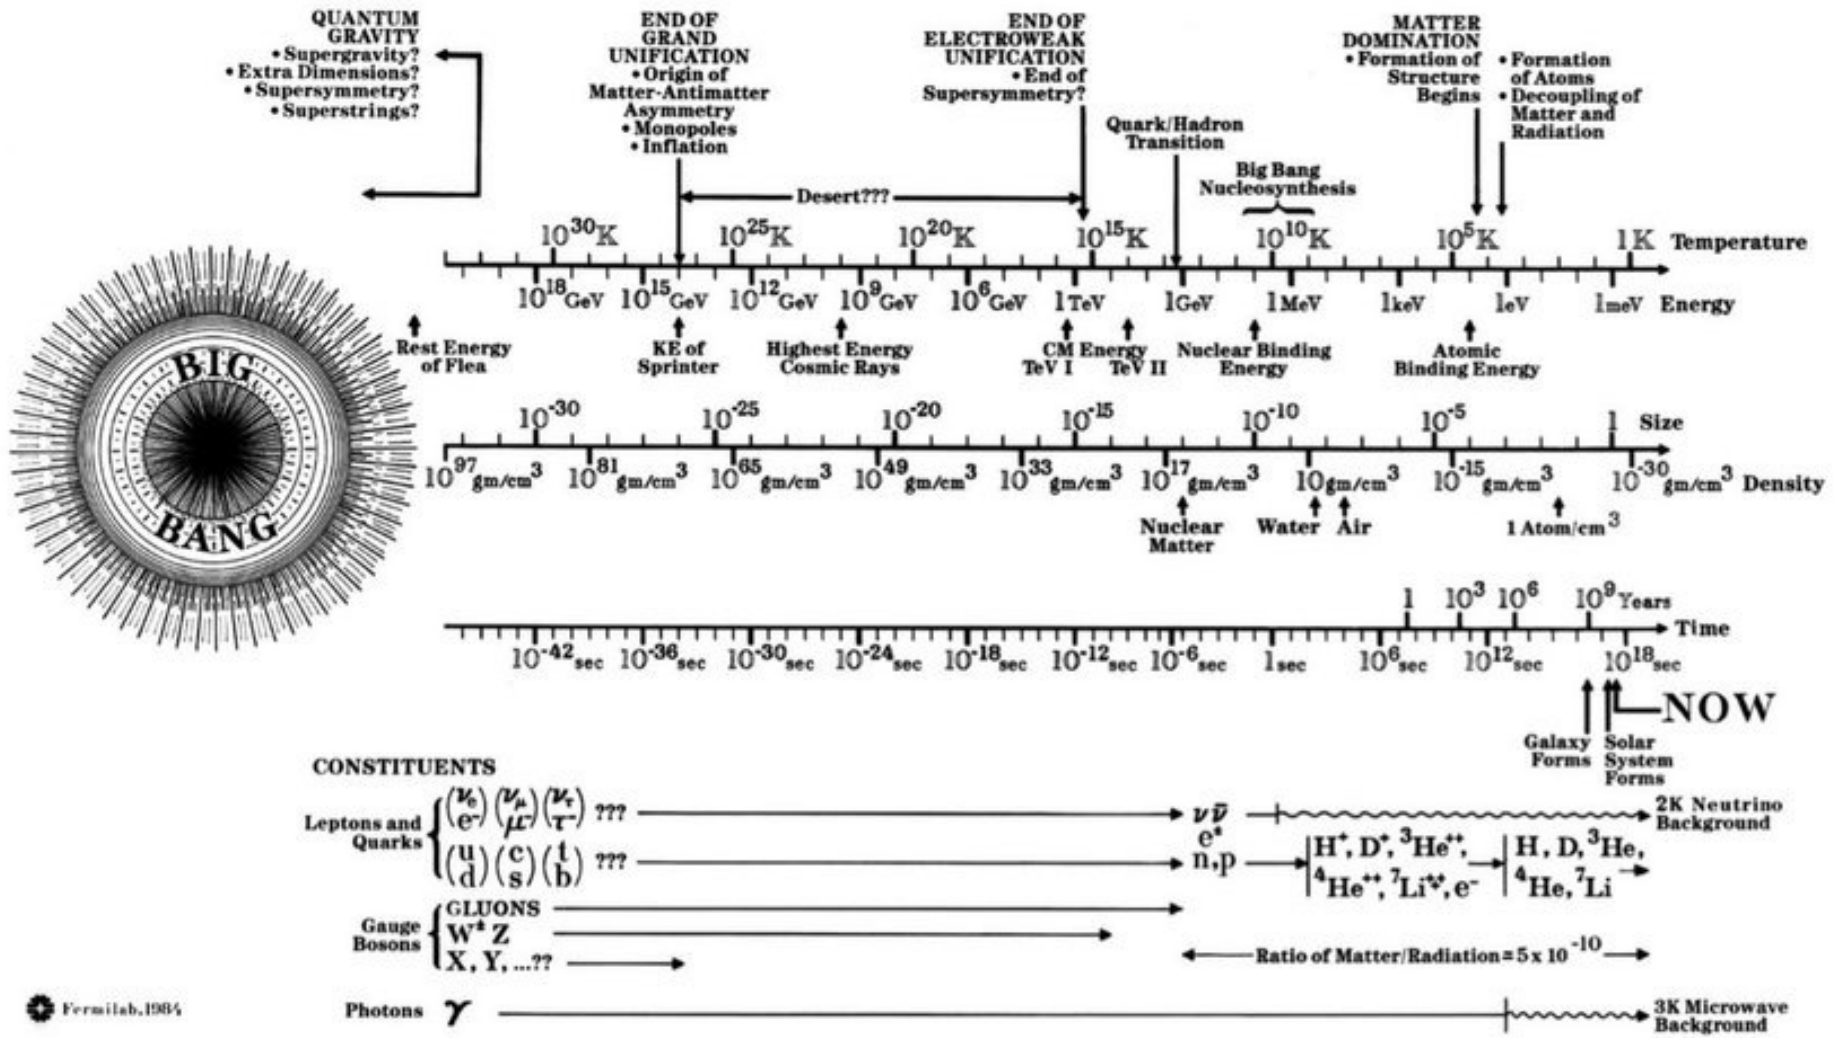 QUANTUM
GRAVITY
• Supergravity?
• Extra Dimensions?
• Supersymmetry?
• Superstrings?
END OF
GRAND
UNIFICATION
• Origin of
Matter-Antimatter
Asymmetry
• Monopoles
• Inflation
END OF
ELECTROWEAK
UNIFICATION
• End of
Supersymmetry?
Quark/Hadron
Transition
Big Bang
Nucleosynthesis
MATTER
DOMINATION
• Formation of
Structure
Begins
• Formation
of Atoms
• Decoupling of
Matter and
Radiation
Desert???
10³⁰K 10²⁵K 10²⁰K 10¹⁵K 10¹⁰K 10⁵K 1K Temperature
10¹⁸GeV 10¹⁵GeV 10¹²GeV 10⁹GeV 10⁶GeV 1TeV 1GeV 1MeV 1keV 1eV 1meV Energy
Rest Energy
of Flea
KE of
Sprinter
Highest Energy
Cosmic Rays
CM Energy
TeV I TeV II
Nuclear Binding
Energy
Atomic
Binding Energy
BIG
BANG
10⁻³⁰ 10⁻²⁵ 10⁻²⁰ 10⁻¹⁵ 10⁻¹⁰ 10⁻⁵ 1 Size
10⁹⁷gm/cm³ 10⁸¹gm/cm³ 10⁶⁵gm/cm³ 10⁴⁹gm/cm³ 10³³gm/cm³ 10¹⁷gm/cm³ 10gm/cm³ 10⁻¹⁵gm/cm³ 10⁻³⁰gm/cm³ Density
Nuclear
Matter
Water
Air
1 Atom/cm³
1 10³ 10⁶ 10⁹ Years
Time
10⁻⁴²sec 10⁻³⁶sec 10⁻³⁰sec 10⁻²⁴sec 10⁻¹⁸sec 10⁻¹²sec 10⁻⁶sec 1sec 10⁶sec 10¹²sec 10¹⁸sec
NOW
Galaxy
Forms
Solar
System
Forms
CONSTITUENTS
Leptons and
Quarks
(νe e⁻) (νμ μ⁻) (ντ τ⁻) ???
(u d) (c s) (t b) ???
ν ν̄
e±
n,p
H⁺, D⁺, ³He⁺⁺,
⁴He⁺⁺, ⁷Li⁺⁺⁺, e⁻
H, D, ³He,
⁴He, ⁷Li
2K Neutrino
Background
Gauge
Bosons
GLUONS
W± Z
X, Y, ...??
Ratio of Matter/Radiation = 5 x 10⁻¹⁰
Fermilab, 1984
Photons γ
3K Microwave
Background